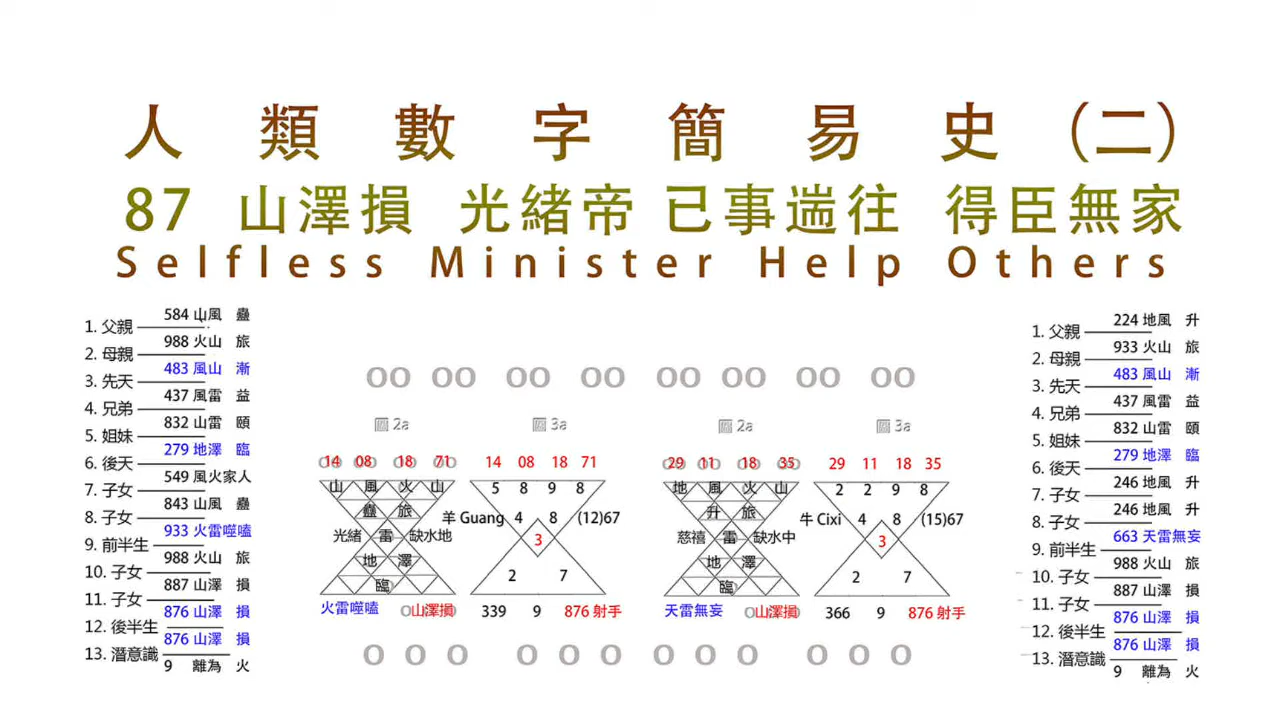 人類數字簡易史（二）
87 山澤損 光緒帝 已事遄往 得臣無家
Selfless Minister Help Others
584 山風 蠱
1. 父親
988 火山 旅
2. 母親
483 風山 漸
3. 先天
437 風雷 益
4. 兄弟
832 山雷 頤
5. 姐妹
279 地澤 臨
6. 後天
549 風火家人
7. 子女
843 山風 蠱
8. 子女
933 火雷噬嗑
9. 前半生
988 火山 旅
10. 子女
887 山澤 損
11. 子女
876 山澤 損
12. 後半生
876 山澤 損
13. 潛意識
9 離為 火
OO OO OO OO OO OO OO OO
圖 2a 圖 3a 圖 2a 圖 3a
14 08 18 71
山 風 火 山
蠱 旅
光緒 雷 缺水地
地 澤
臨
火雷噬嗑 O山澤損
14 08 18 71
5 8 9 8
羊 Guang 4 8 (12)67
3
2 7
339 9 876 射手
29 11 18 35
地 風 火 山
升 旅
慈禧 雷 缺水中
地 澤
臨
天雷無妄 O山澤損
29 11 18 35
2 2 9 8
牛 Cixi 4 8 (15)67
3
2 7
366 9 876 射手
O O O O O O O O O O O O
224 地風 升
1. 父親
933 火山 旅
2. 母親
483 風山 漸
3. 先天
437 風雷 益
4. 兄弟
832 山雷 頤
5. 姐妹
279 地澤 臨
6. 後天
246 地風 升
7. 子女
246 地風 升
8. 子女
663 天雷無妄
9. 前半生
988 火山 旅
10. 子女
887 山澤 損
11. 子女
876 山澤 損
12. 後半生
876 山澤 損
13. 潛意識
9 離為 火